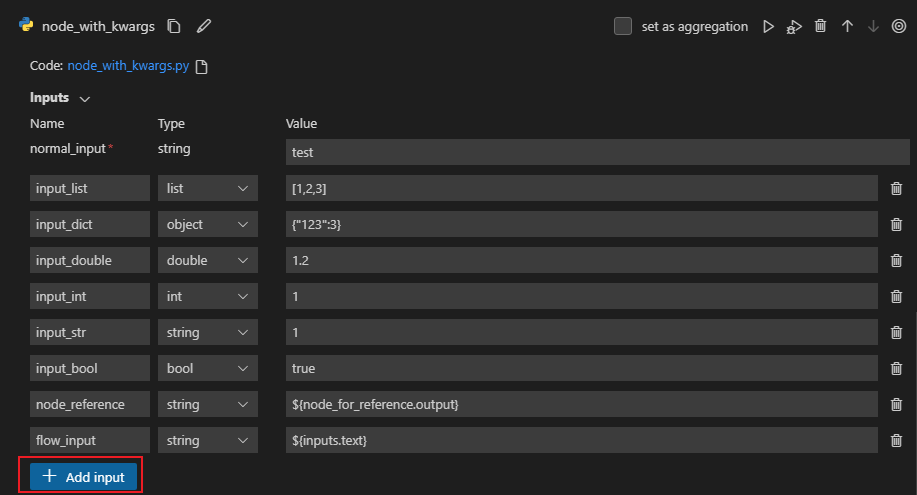 node_with_kwargs set as aggregation
Code: node_with_kwargs.py
Inputs
Name Type Value
normal_input* string test
input_list list [1,2,3]
input_dict object {"123":3}
input_double double 1.2
input_int int 1
input_str string 1
input_bool bool true
node_reference string ${node_for_reference.output}
flow_input string ${inputs.text}
+ Add input